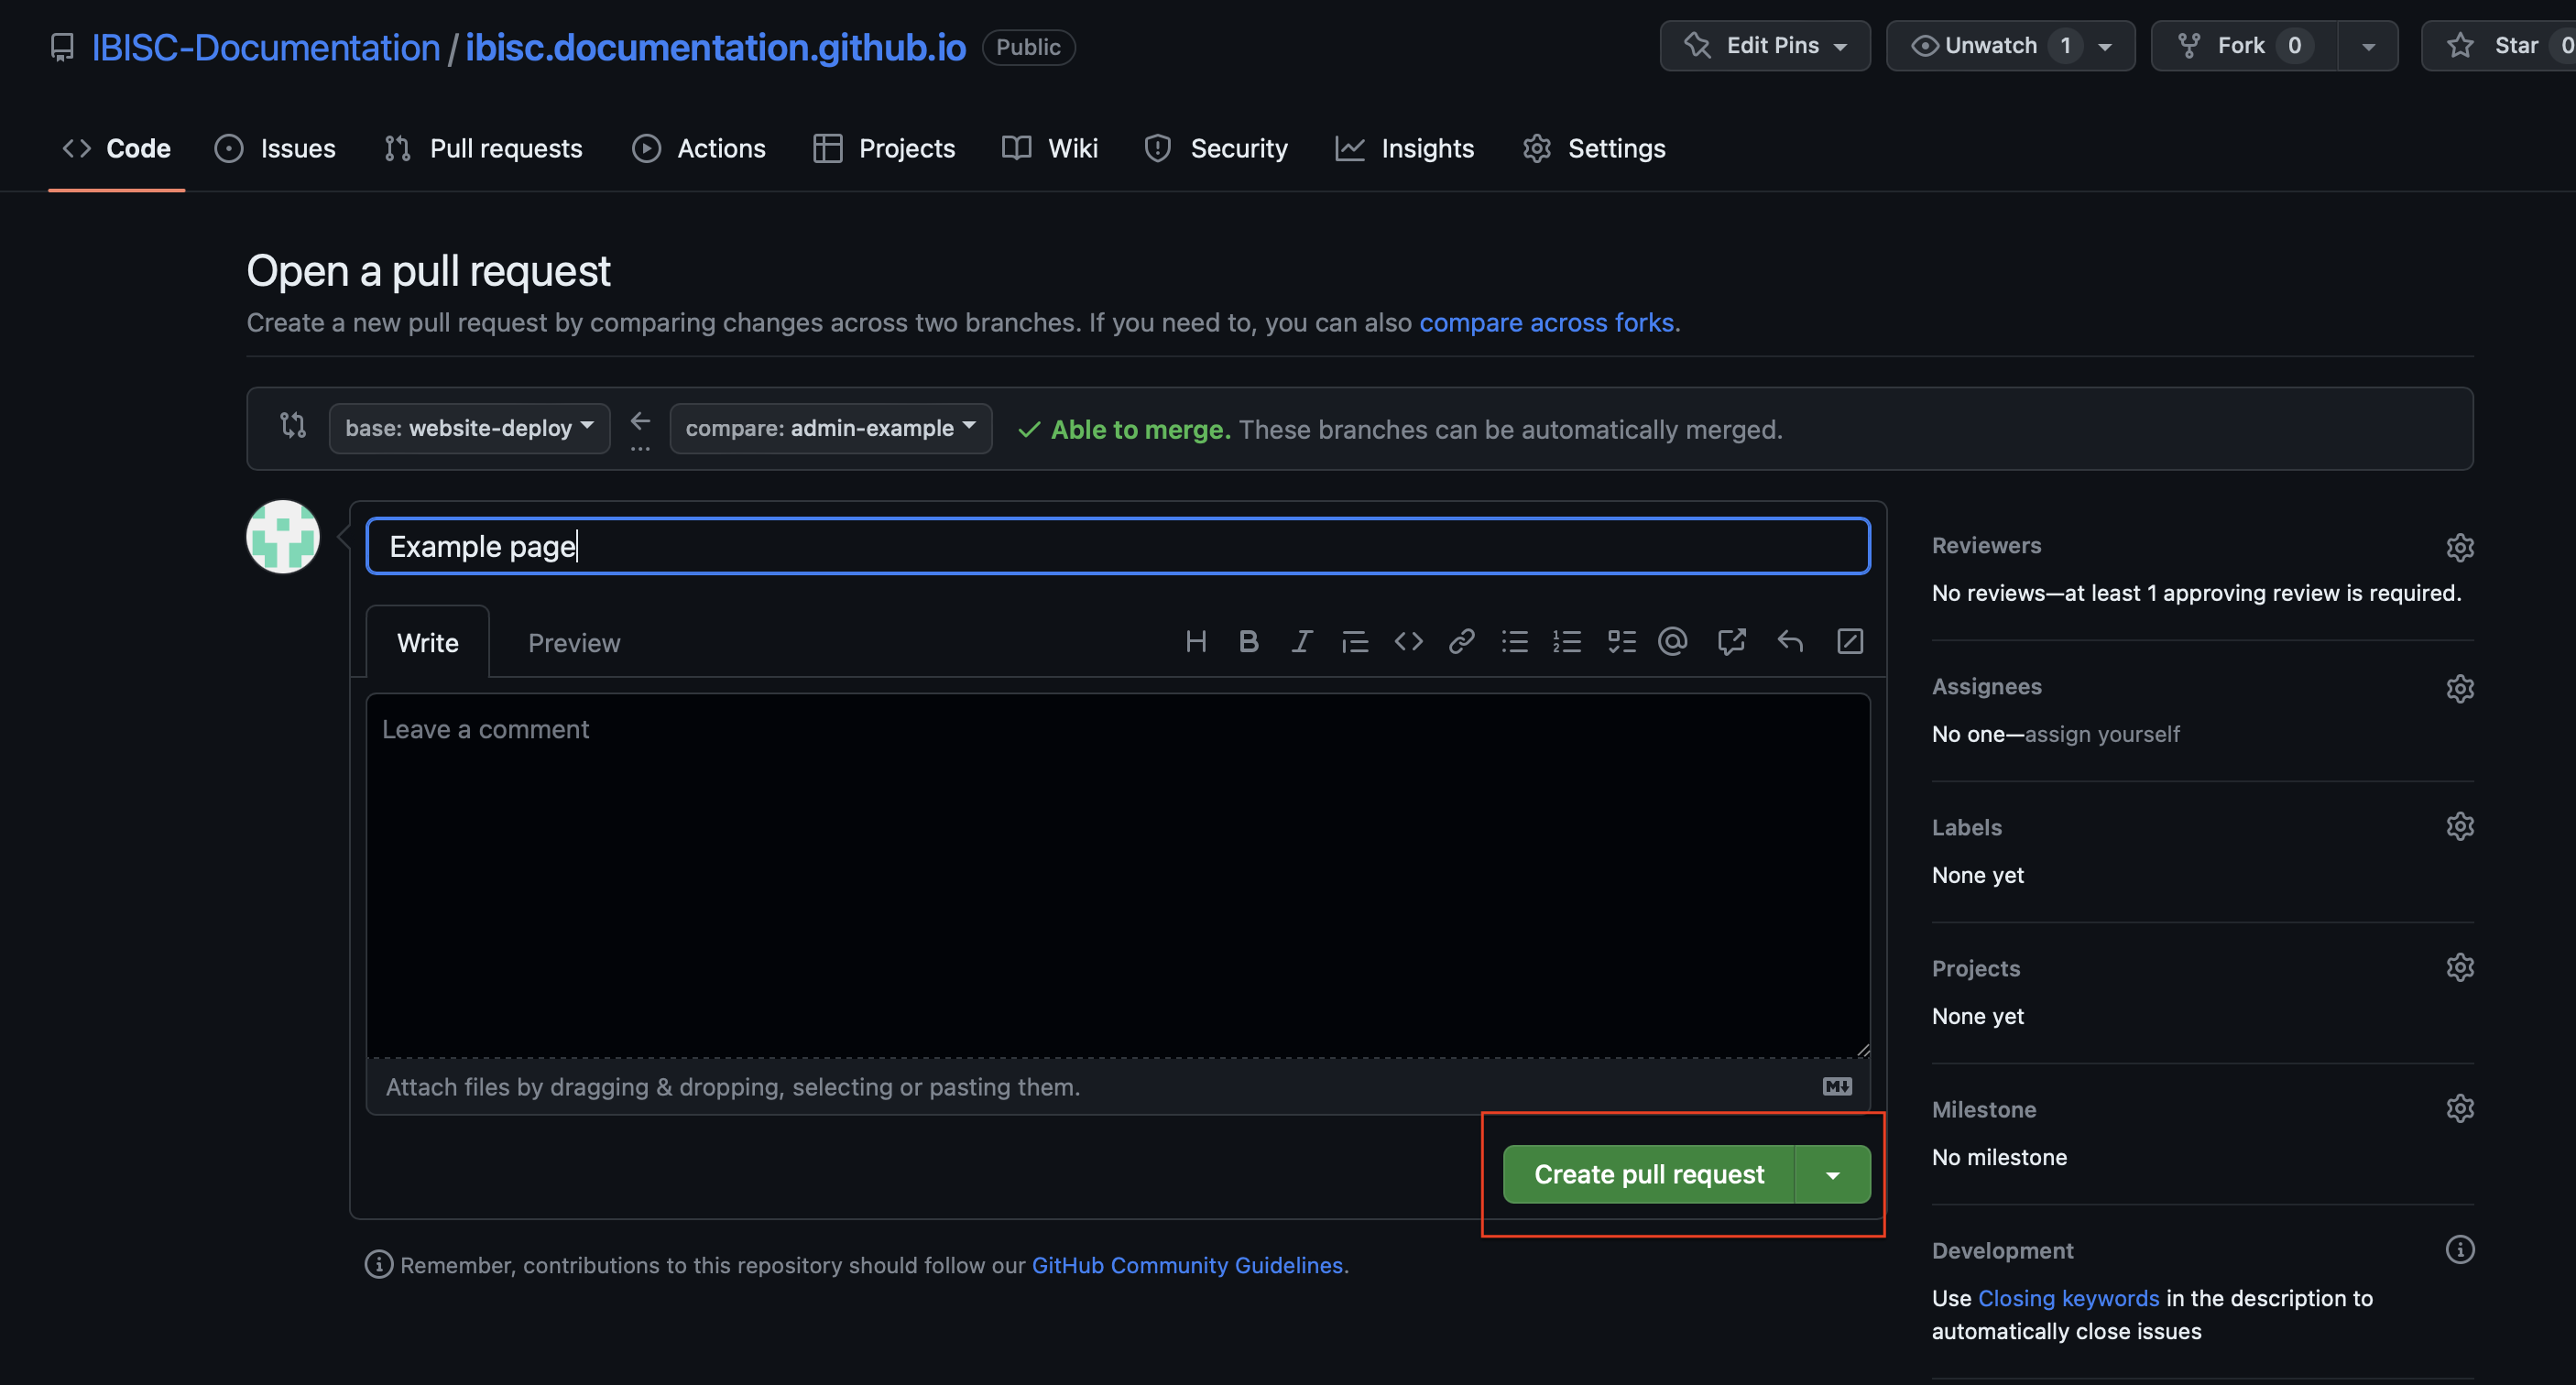 IBISC-Documentation / ibisc.documentation.github.io Public Edit Pins Unwatch 1 Fork 0 Star 0
Code Issues Pull requests Actions Projects Wiki Security Insights Settings
Open a pull request
Create a new pull request by comparing changes across two branches. If you need to, you can also compare across forks.
base: website-deploy ← compare: admin-example ✓ Able to merge. These branches can be automatically merged.
...
Example page
Write Preview
Leave a comment
Attach files by dragging & dropping, selecting or pasting them.
Create pull request
Remember, contributions to this repository should follow our GitHub Community Guidelines.
Reviewers
No reviews—at least 1 approving review is required.
Assignees
No one—assign yourself
Labels
None yet
Projects
None yet
Milestone
No milestone
Development
Use Closing keywords in the description to
automatically close issues